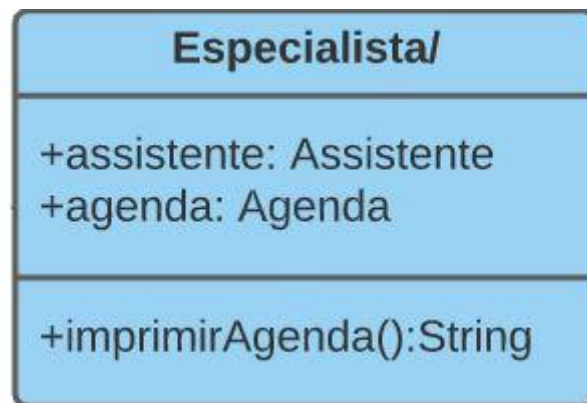 Especialista/
+assistente: Assistente
+agenda: Agenda
+imprimirAgenda():String